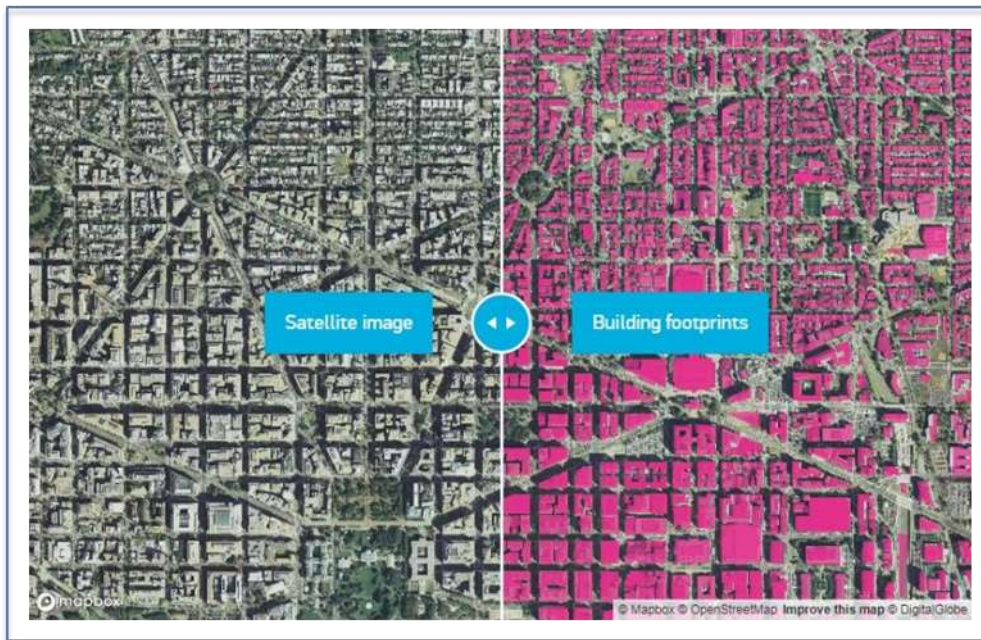 Satellite image
Building footprints
mapbox
© Mapbox © OpenStreetMap Improve this map © DigitalGlobe